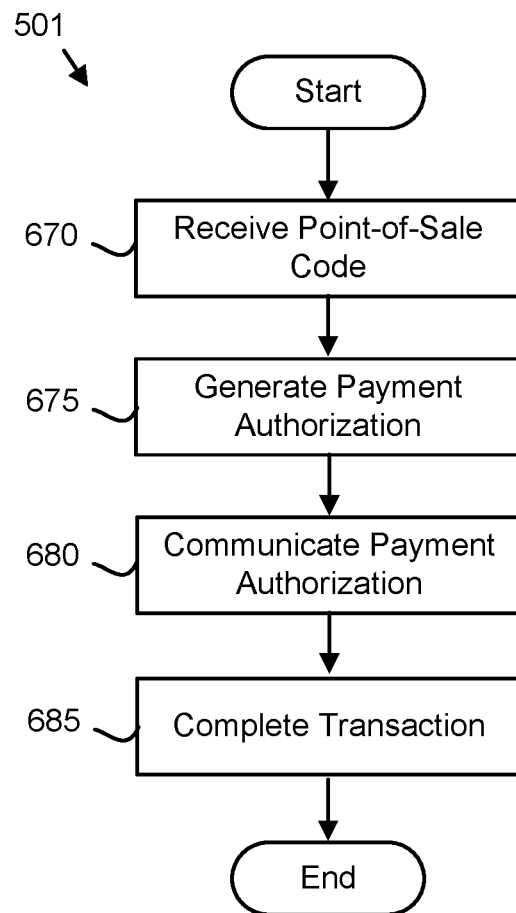 501
Start
670
Receive Point-of-Sale
Code
675
Generate Payment
Authorization
680
Communicate Payment
Authorization
685
Complete Transaction
End